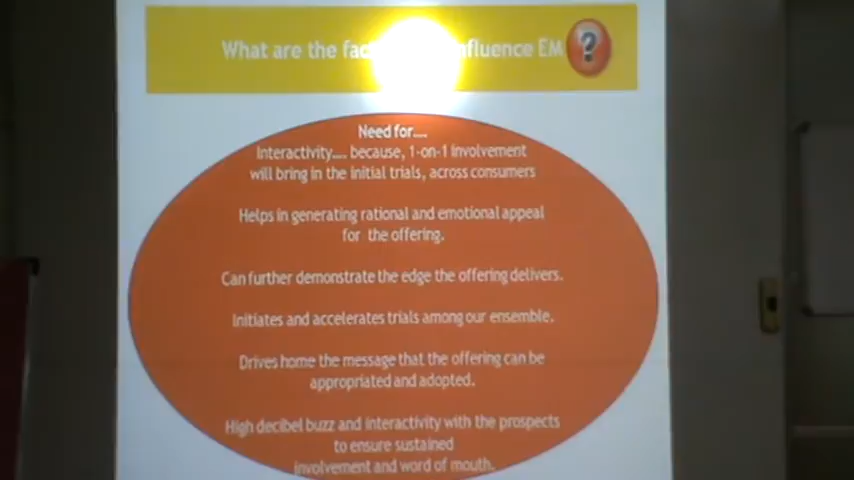 What are the fac nfluence EM ?
Need for....
Interactivity.... because, 1-on-1 involvement
will bring in the initial trials, across consumers
Helps in generating rational and emotional appeal
for the offering.
Can further demonstrate the edge the offering delivers.
Initiates and accelerates trials among our ensemble.
Drives home the message that the offering can be
appropriated and adopted.
High decibel buzz and interactivity with the prospects
to ensure sustained
involvement and word of mouth.